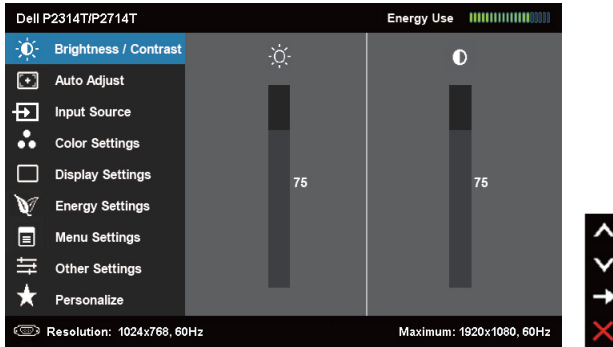 Dell P2314T/P2714T
Energy Use
Brightness / Contrast
Auto Adjust
Input Source
Color Settings
Display Settings
Energy Settings
Menu Settings
Other Settings
Personalize
75
75
Resolution: 1024x768, 60Hz
Maximum: 1920x1080, 60Hz